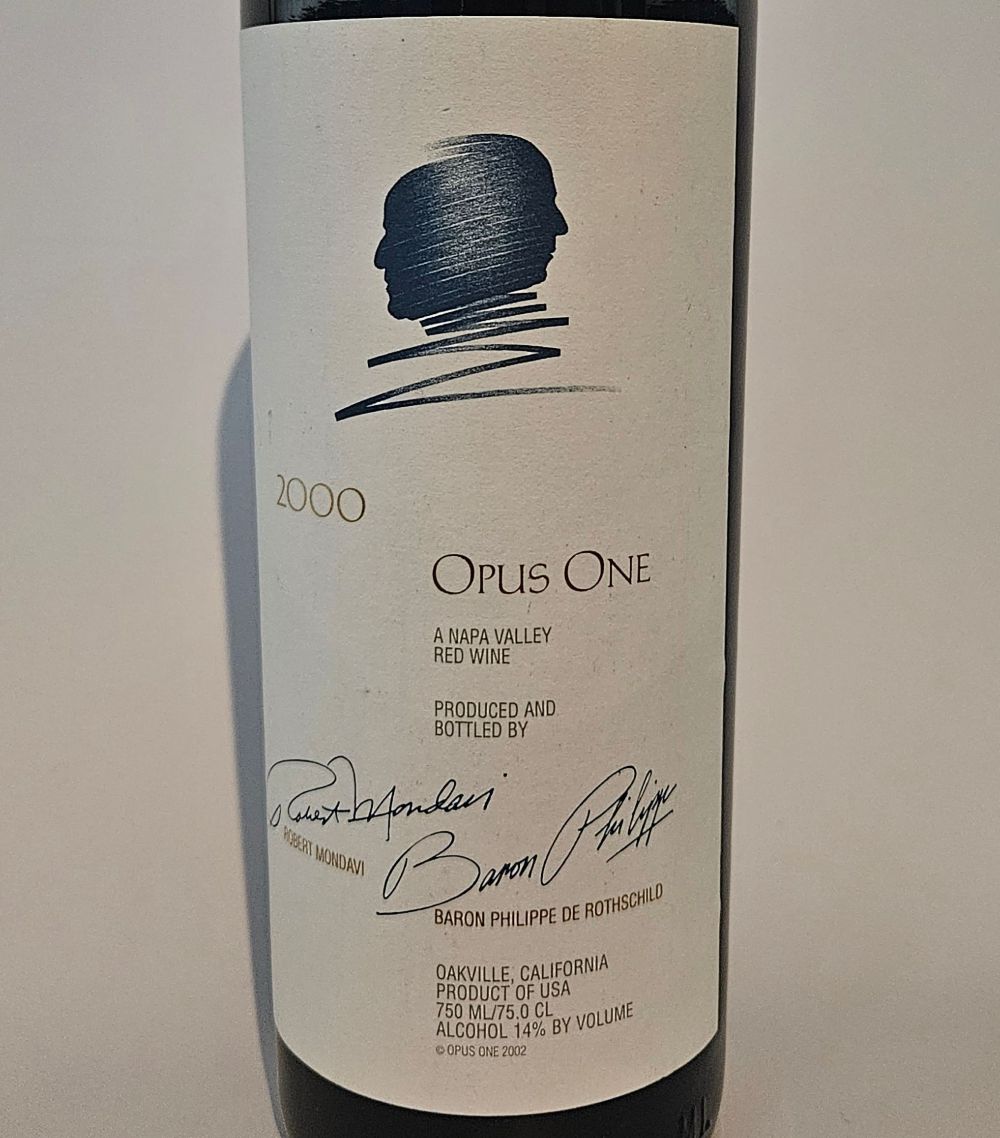 2000
OPUS ONE
A NAPA VALLEY
RED WINE
PRODUCED AND
BOTTLED BY
Robert Mondavi
ROBERT MONDAVI
Baron Philippe
BARON PHILIPPE DE ROTHSCHILD
OAKVILLE, CALIFORNIA
PRODUCT OF USA
750 ML/75.0 CL
ALCOHOL 14% BY VOLUME
© OPUS ONE 2002